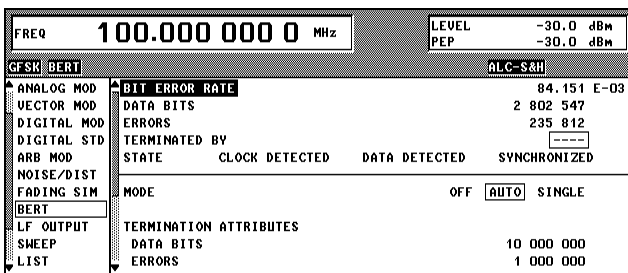 FREQ 100.000 000 0 MHz
LEVEL -30.0 dBm
PEP -30.0 dBm
GFSK BERT ALC-S&H
ANALOG MOD
VECTOR MOD
DIGITAL MOD
DIGITAL STD
ARB MOD
NOISE/DIST
FADING SIM
BERT
LF OUTPUT
SWEEP
LIST
BIT ERROR RATE 84.151 E-03
DATA BITS 2 802 547
ERRORS 235 812
TERMINATED BY ----
STATE CLOCK DETECTED DATA DETECTED SYNCHRONIZED
MODE OFF AUTO SINGLE
TERMINATION ATTRIBUTES
DATA BITS 10 000 000
ERRORS 1 000 000